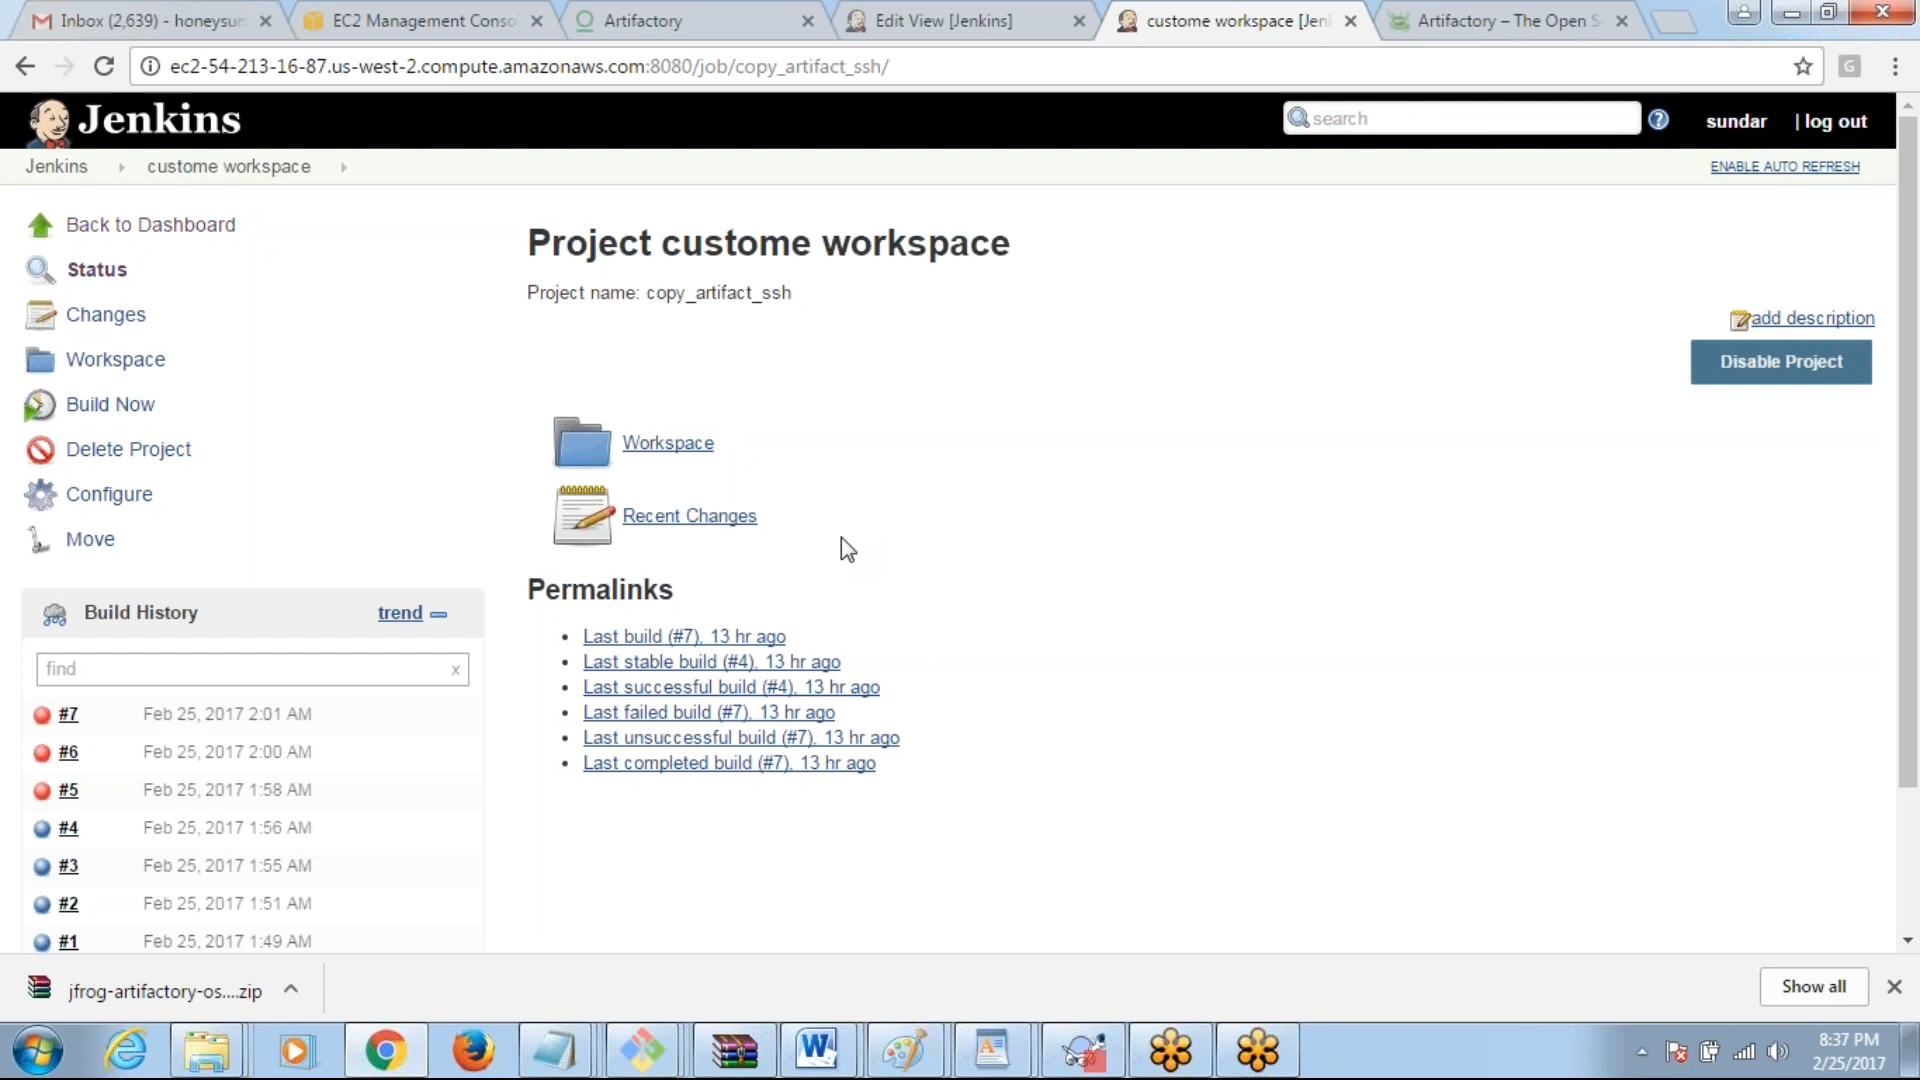 Inbox (2,639) - honeysun
EC2 Management Conso
Artifactory
Edit View [Jenkins]
custome workspace [Jen
Artifactory – The Open S
ec2-54-213-16-87.us-west-2.compute.amazonaws.com:8080/job/copy_artifact_ssh/
G
Jenkins
search
?
sundar
| log out
Jenkins
custome workspace
ENABLE AUTO REFRESH
Back to Dashboard
Status
Changes
Workspace
Build Now
Delete Project
Configure
Move
Project custome workspace
Project name: copy_artifact_ssh
add description
Disable Project
Workspace
Recent Changes
Permalinks
Last build (#7), 13 hr ago
Last stable build (#4), 13 hr ago
Last successful build (#4), 13 hr ago
Last failed build (#7), 13 hr ago
Last unsuccessful build (#7), 13 hr ago
Last completed build (#7), 13 hr ago
Build History
trend
find
x
#7 Feb 25, 2017 2:01 AM
#6 Feb 25, 2017 2:00 AM
#5 Feb 25, 2017 1:58 AM
#4 Feb 25, 2017 1:56 AM
#3 Feb 25, 2017 1:55 AM
#2 Feb 25, 2017 1:51 AM
#1 Feb 25, 2017 1:49 AM
jfrog-artifactory-os....zip
Show all
8:37 PM
2/25/2017